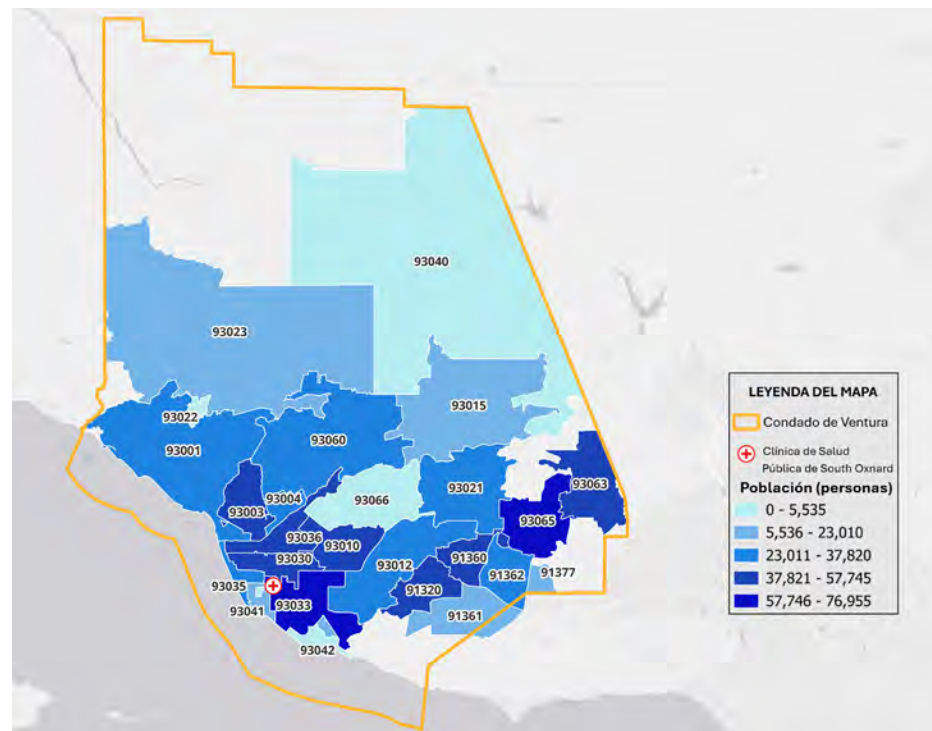 93040
93023
93015
93022
93001
93060
93063
93004
93066
93021
93003
93065
93036
93010
93030
93012
91360
91362
91377
93035
91320
93041
93033
91361
93042
LEYENDA DEL MAPA
Condado de Ventura
Clínica de Salud
Pública de South Oxnard
Población (personas)
0 - 5,535
5,536 - 23,010
23,011 - 37,820
37,821 - 57,745
57,746 - 76,955